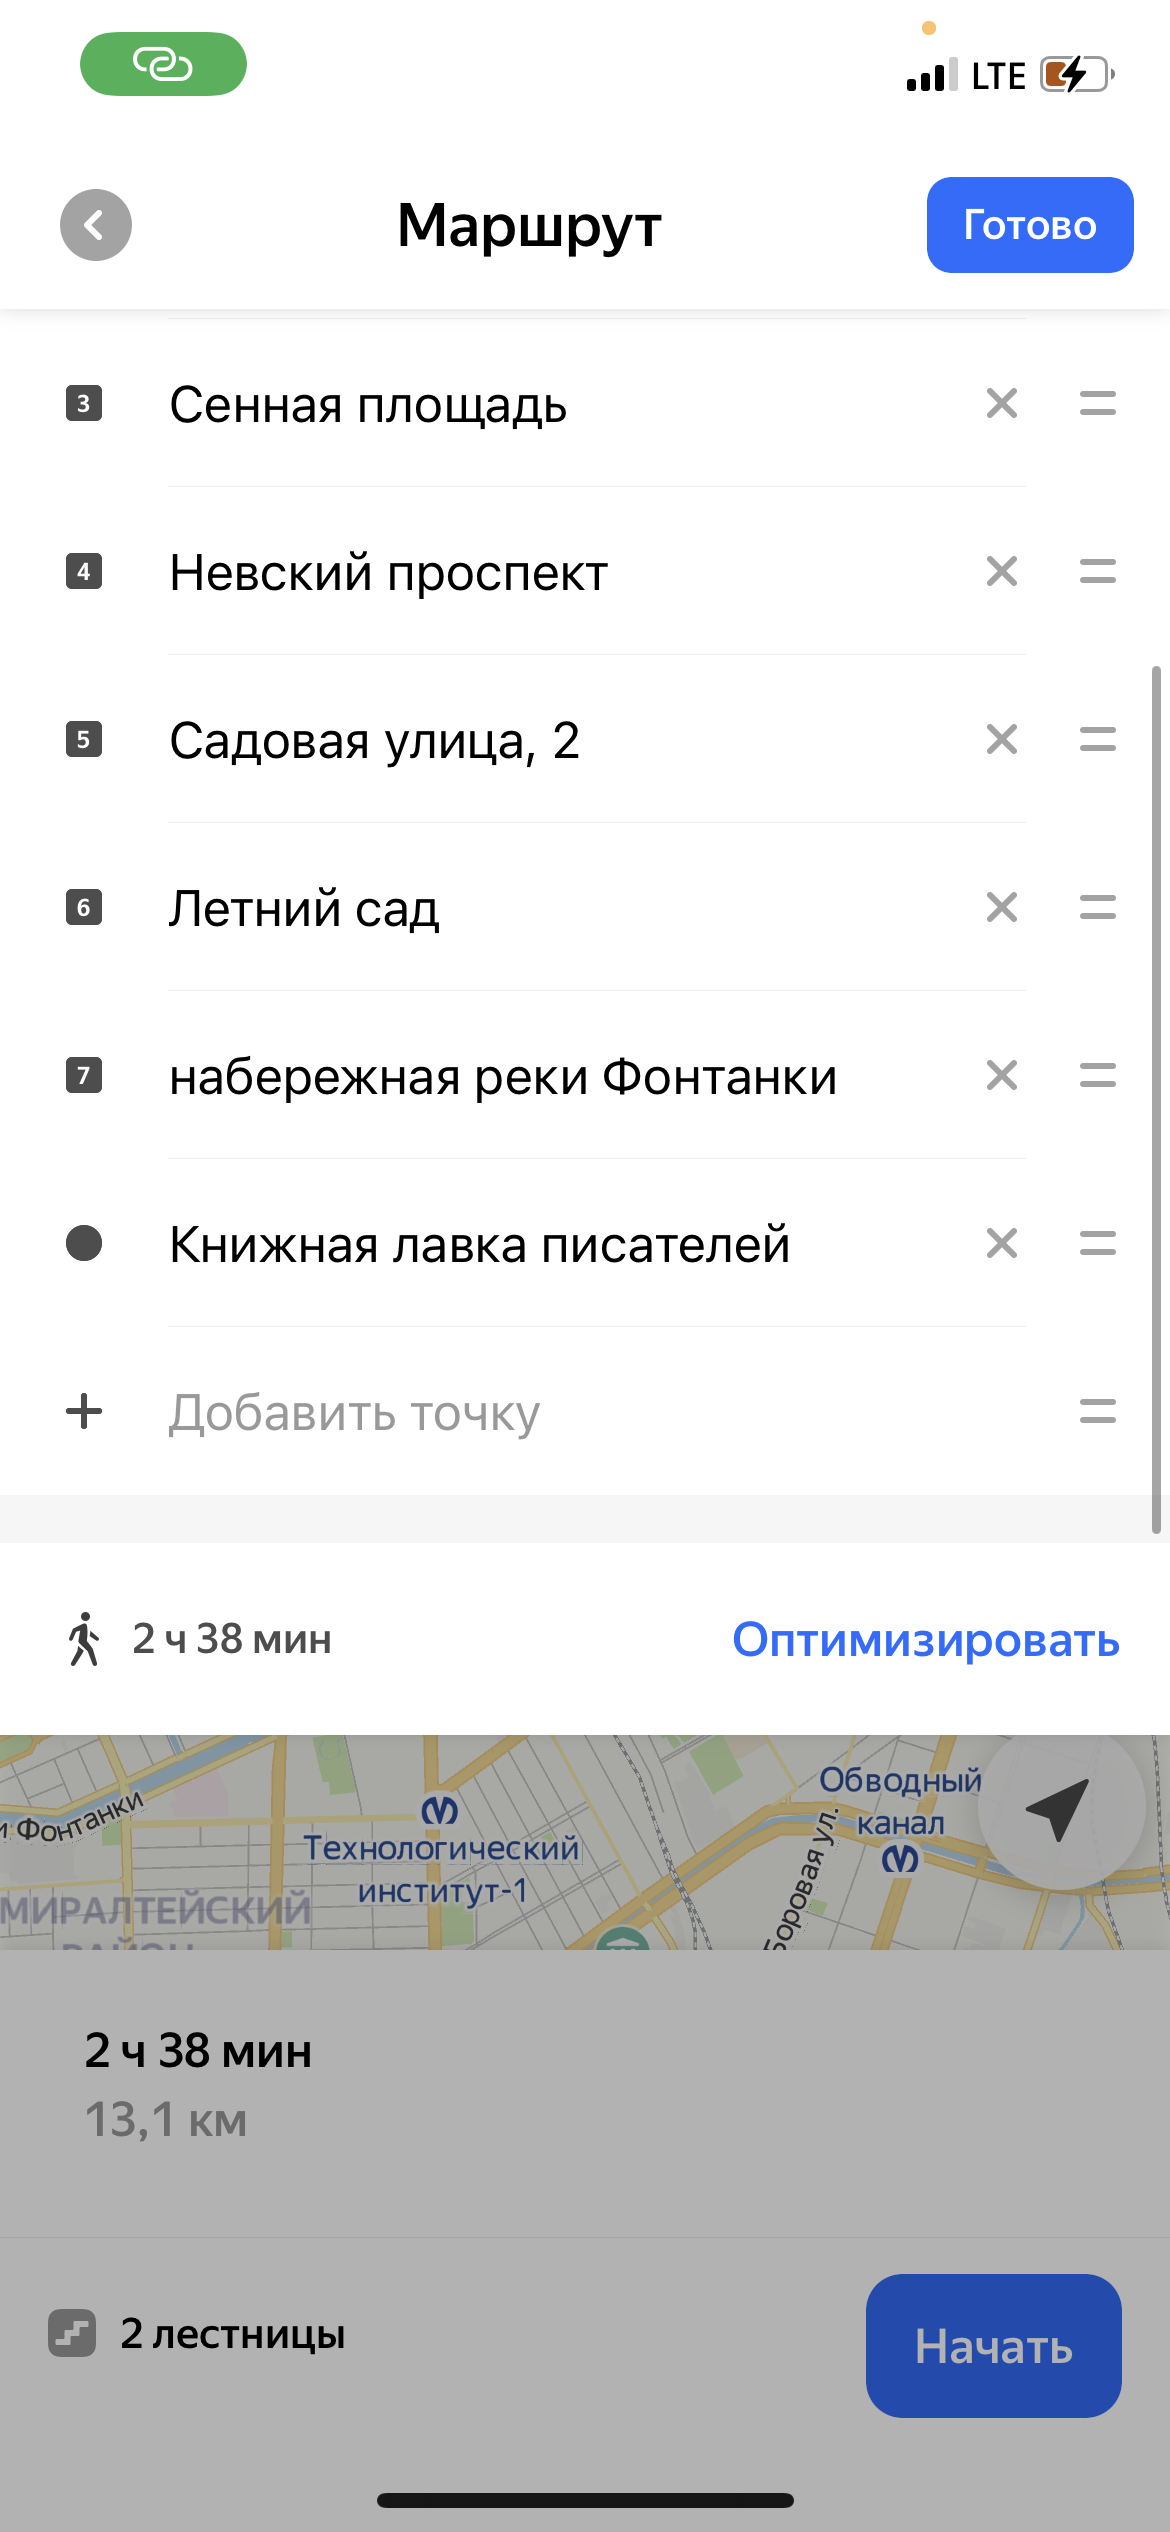 LTE
Маршрут
Готово
3 Сенная площадь
4 Невский проспект
5 Садовая улица, 2
6 Летний сад
7 набережная реки Фонтанки
Книжная лавка писателей
Добавить точку
2 ч 38 мин
Оптимизировать
Обводный
канал
и Фонтанки
Технологический
институт-1
Боровая ул.
МИРАЛТЕЙСКИЙ
РАЙОН
2 ч 38 мин
13,1 км
2 лестницы
Начать